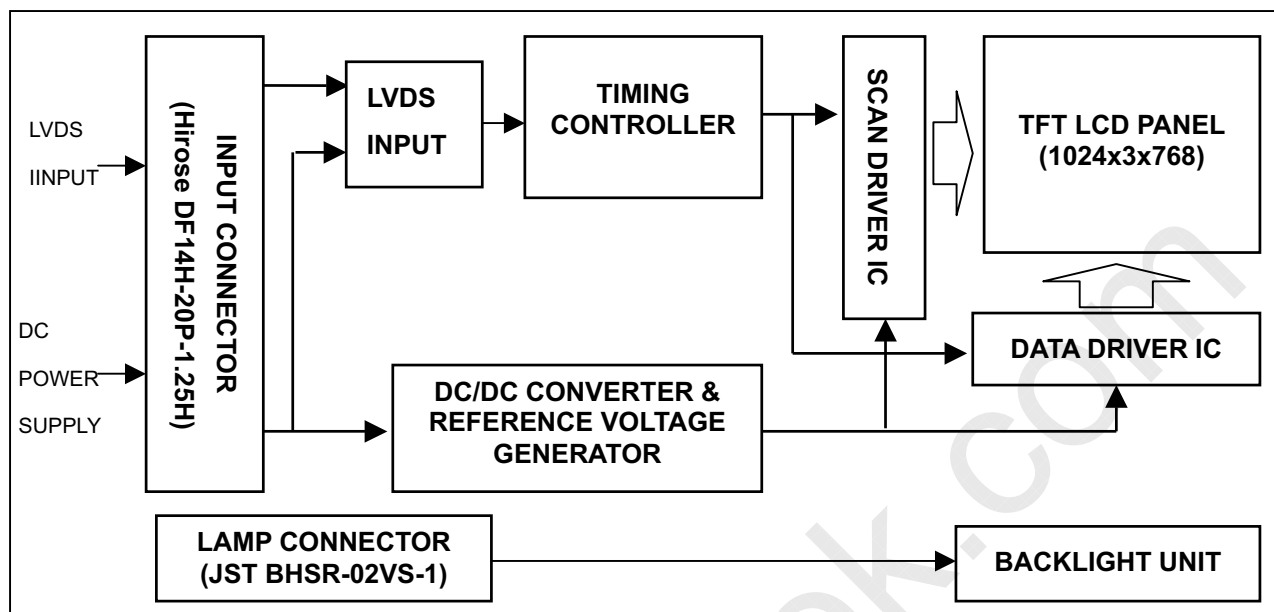 LVDS
IINPUT
DC
POWER
SUPPLY
INPUT CONNECTOR
(Hirose DF14H-20P-1.25H)
LVDS
INPUT
TIMING
CONTROLLER
SCAN DRIVER IC
TFT LCD PANEL
(1024x3x768)
DATA DRIVER IC
DC/DC CONVERTER &
REFERENCE VOLTAGE
GENERATOR
LAMP CONNECTOR
(JST BHSR-02VS-1)
BACKLIGHT UNIT
ok.com